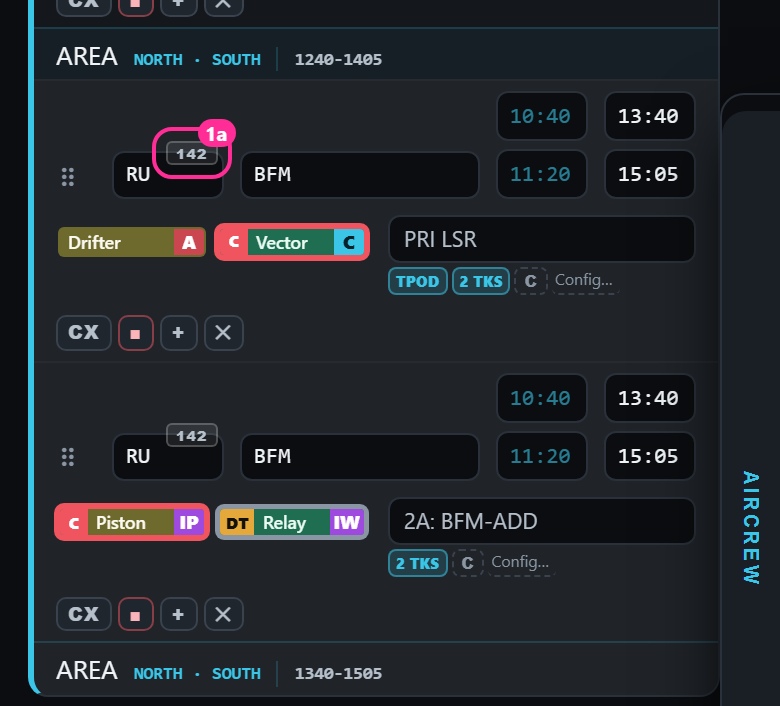 CX ■ + ✕
AREA NORTH · SOUTH 1240-1405
10:40 13:40
1a
142
RU BFM 11:20 15:05
Drifter A C Vector C PRI LSR
TPOD 2 TKS C Config...
CX ■ + ✕
10:40 13:40
142
RU BFM 11:20 15:05
C Piston IP DT Relay IW 2A: BFM-ADD
2 TKS C Config...
CX ■ + ✕
AREA NORTH · SOUTH 1340-1505
AIRCREW